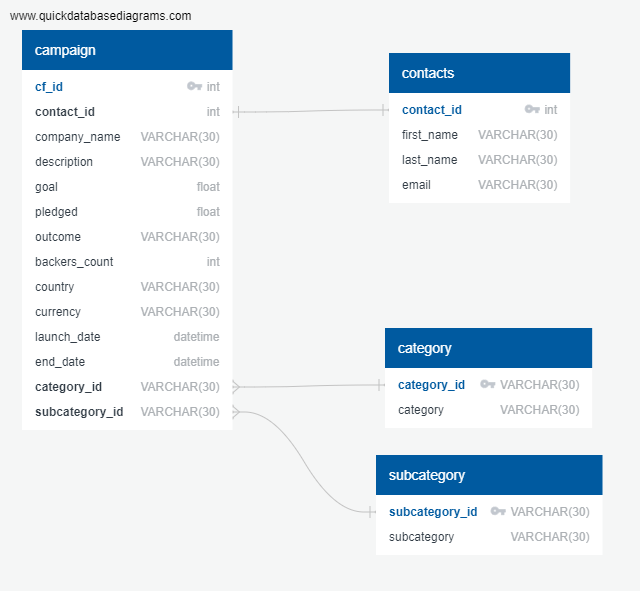 www.quickdatabasediagrams.com
campaign
cf_id int
contact_id int
company_name VARCHAR(30)
description VARCHAR(30)
goal float
pledged float
outcome VARCHAR(30)
backers_count int
country VARCHAR(30)
currency VARCHAR(30)
launch_date datetime
end_date datetime
category_id VARCHAR(30)
subcategory_id VARCHAR(30)
contacts
contact_id int
first_name VARCHAR(30)
last_name VARCHAR(30)
email VARCHAR(30)
category
category_id VARCHAR(30)
category VARCHAR(30)
subcategory
subcategory_id VARCHAR(30)
subcategory VARCHAR(30)